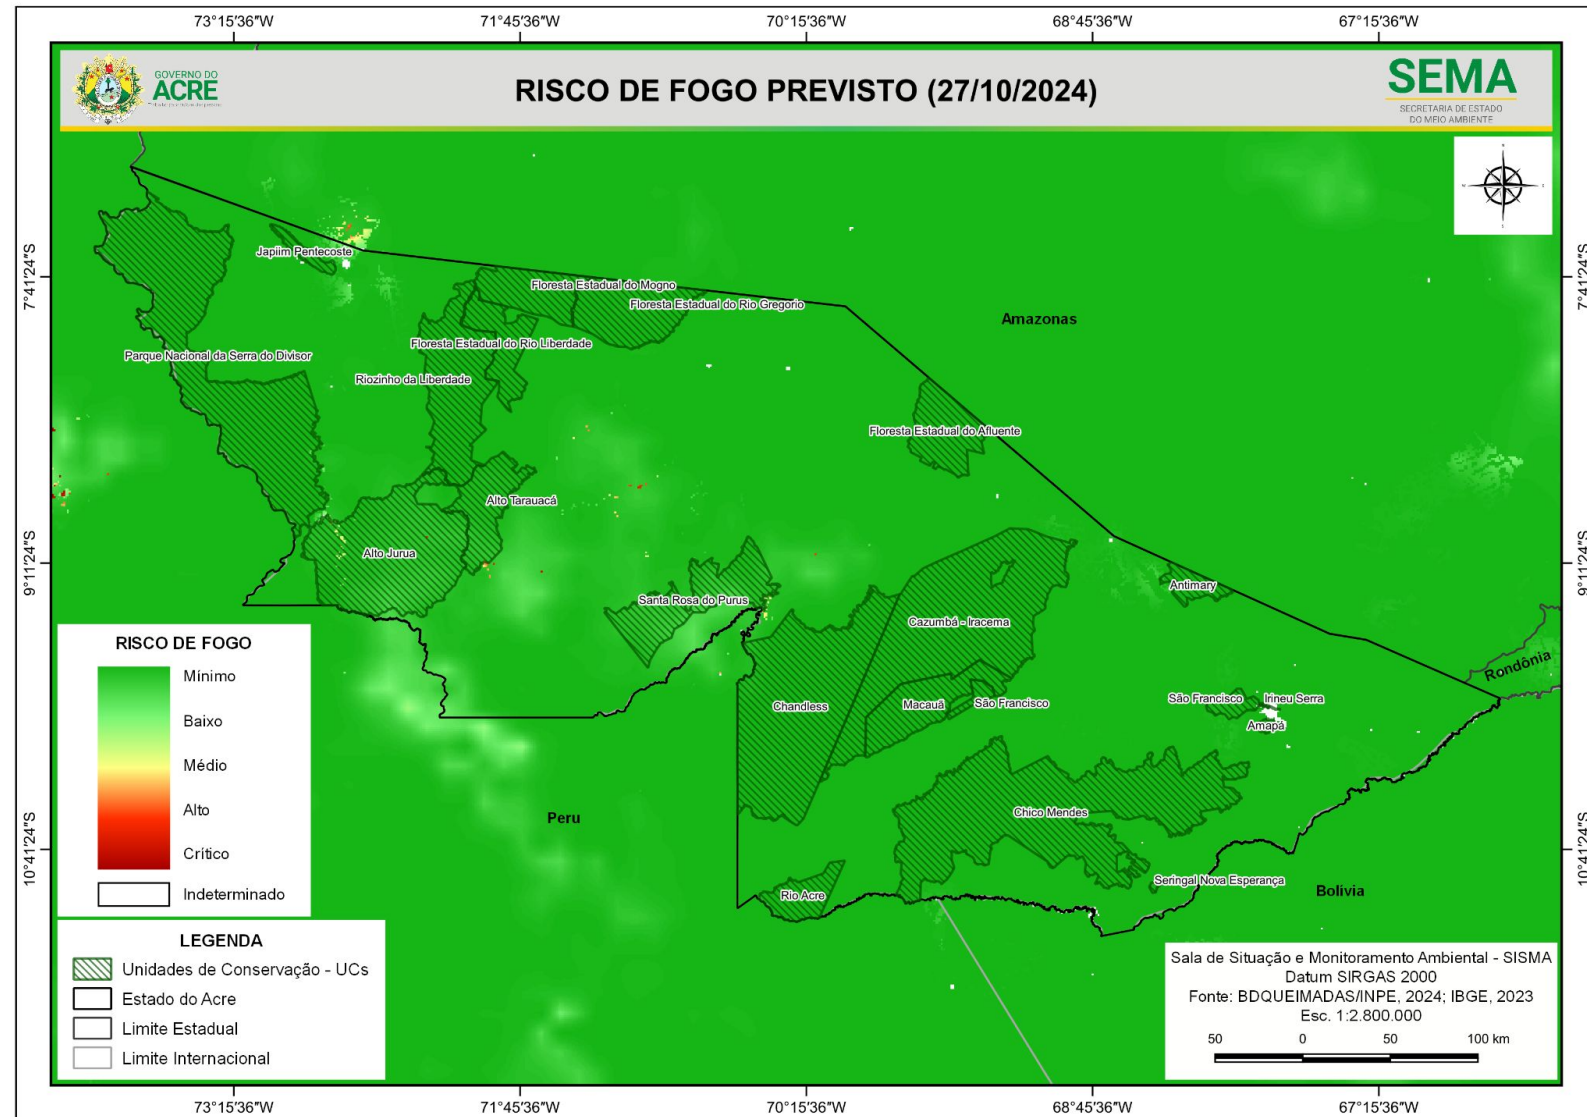 73°15'36"W
71°45'36"W
70°15'36"W
68°45'36"W
67°15'36"W
GOVERNO DO
ACRE
RISCO DE FOGO PREVISTO (27/10/2024)
SEMA
SECRETARIA DE ESTADO
DO MEIO AMBIENTE
N
Japiim Pentecoste
7°41'24"S
7°41'24"S
Floresta Estadual do Mogno
Floresta Estadual do Rio Gregorio
Amazonas
Floresta Estadual do Rio Liberdade
Parque Nacional da Serra do Divisor
Riozinho da Liberdade
Floresta Estadual do Afluente
Alto Tarauacá
Alto Jurua
9°11'24"S
9°11'24"S
Antimary
Santa Rosa do Purus
Cazumbá - Iracema
Rondônia
Chandless
Macauã
São Francisco
São Francisco
Irineu Serra
Amapá
Chico Mendes
Peru
10°41'24"S
10°41'24"S
Rio Acre
Seringal Nova Esperança
Bolivia
RISCO DE FOGO
Mínimo
Baixo
Médio
Alto
Crítico
Indeterminado
LEGENDA
Unidades de Conservação - UCs
Estado do Acre
Limite Estadual
Limite Internacional
Sala de Situação e Monitoramento Ambiental - SISMA
Datum SIRGAS 2000
Fonte: BDQUEIMADAS/INPE, 2024; IBGE, 2023
Esc. 1:2.800.000
50 0 50 100 km
73°15'36"W
71°45'36"W
70°15'36"W
68°45'36"W
67°15'36"W